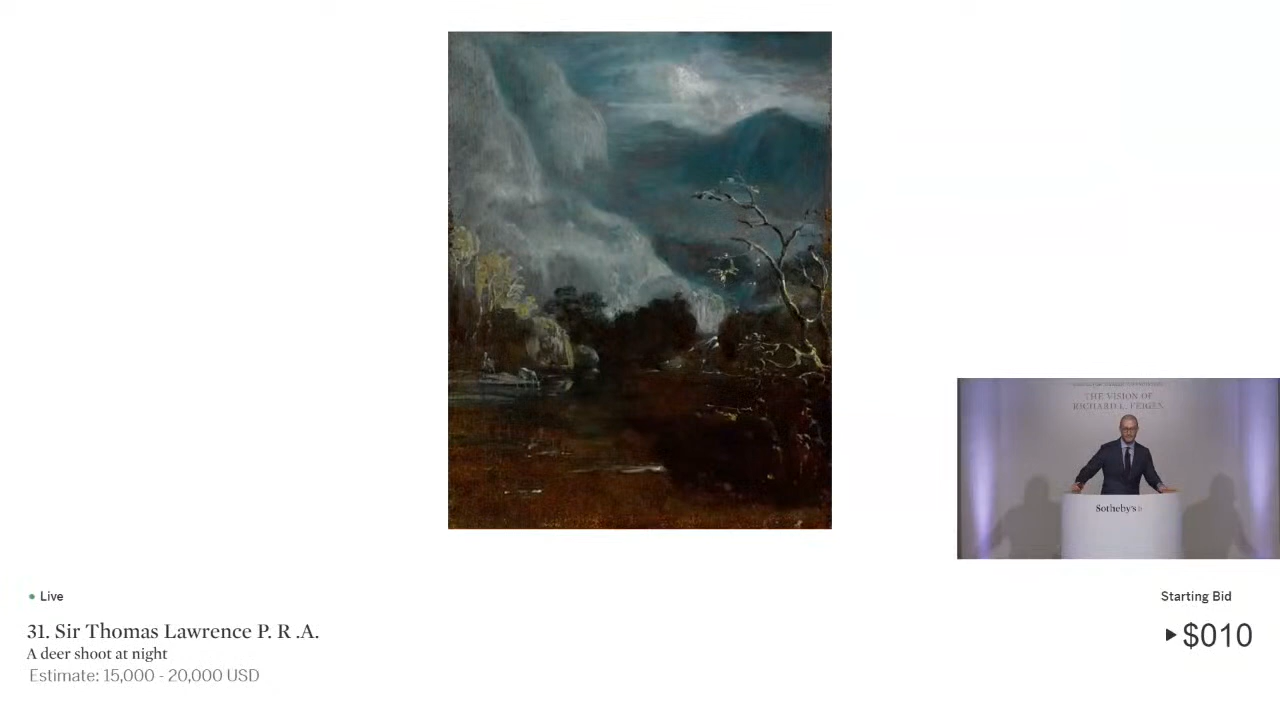 THE VISION OF
RICHARD L. FEIGEN
Sotheby's
Live
31. Sir Thomas Lawrence P. R .A.
A deer shoot at night
Estimate: 15,000 - 20,000 USD
Starting Bid
$010